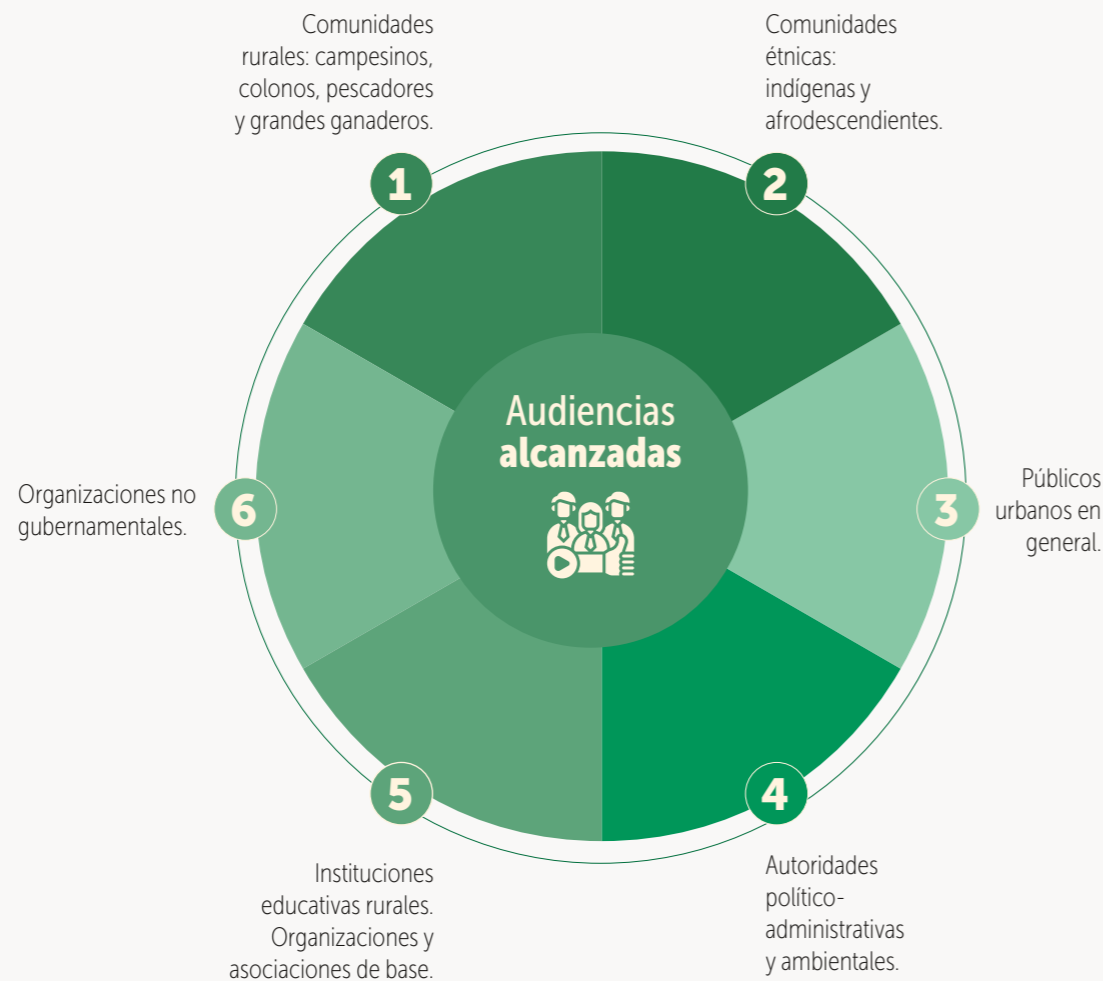 Comunidades
rurales: campesinos,
colonos, pescadores
y grandes ganaderos.
1
Comunidades
étnicas:
indígenas y
afrodescendientes.
2
Audiencias
alcanzadas
Públicos
urbanos en
general.
3
Autoridades
político-
administrativas
y ambientales.
4
Instituciones
educativas rurales.
Organizaciones y
asociaciones de base.
5
Organizaciones no
gubernamentales.
6